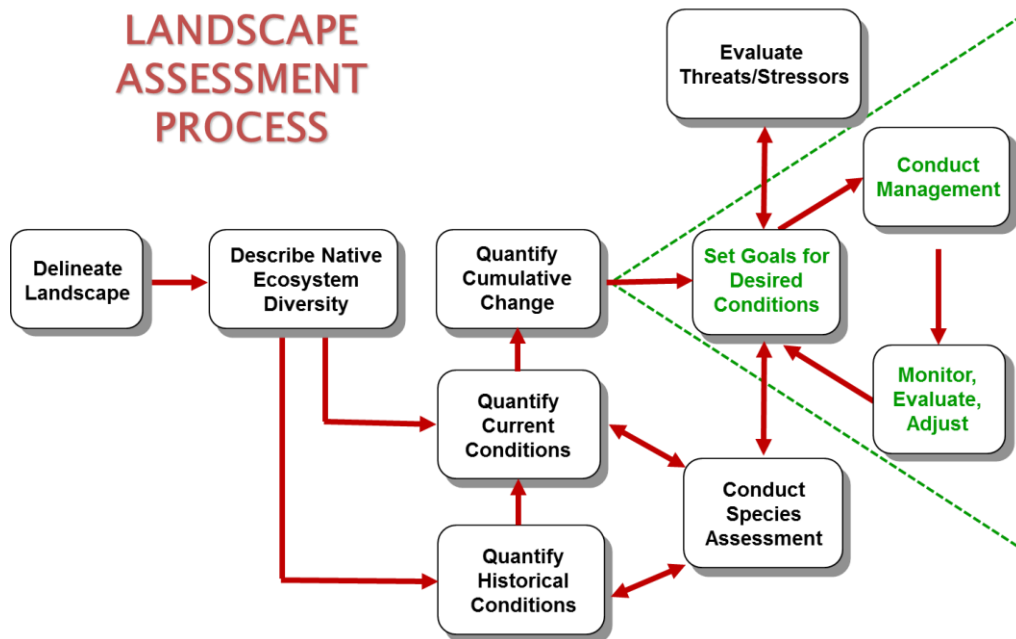 LANDSCAPE
ASSESSMENT
PROCESS
Evaluate
Threats/Stressors
Conduct
Management
Delineate
Landscape
Describe Native
Ecosystem
Diversity
Quantify
Cumulative
Change
Set Goals for
Desired
Conditions
Monitor,
Evaluate,
Adjust
Quantify
Current
Conditions
Conduct
Species
Assessment
Quantify
Historical
Conditions